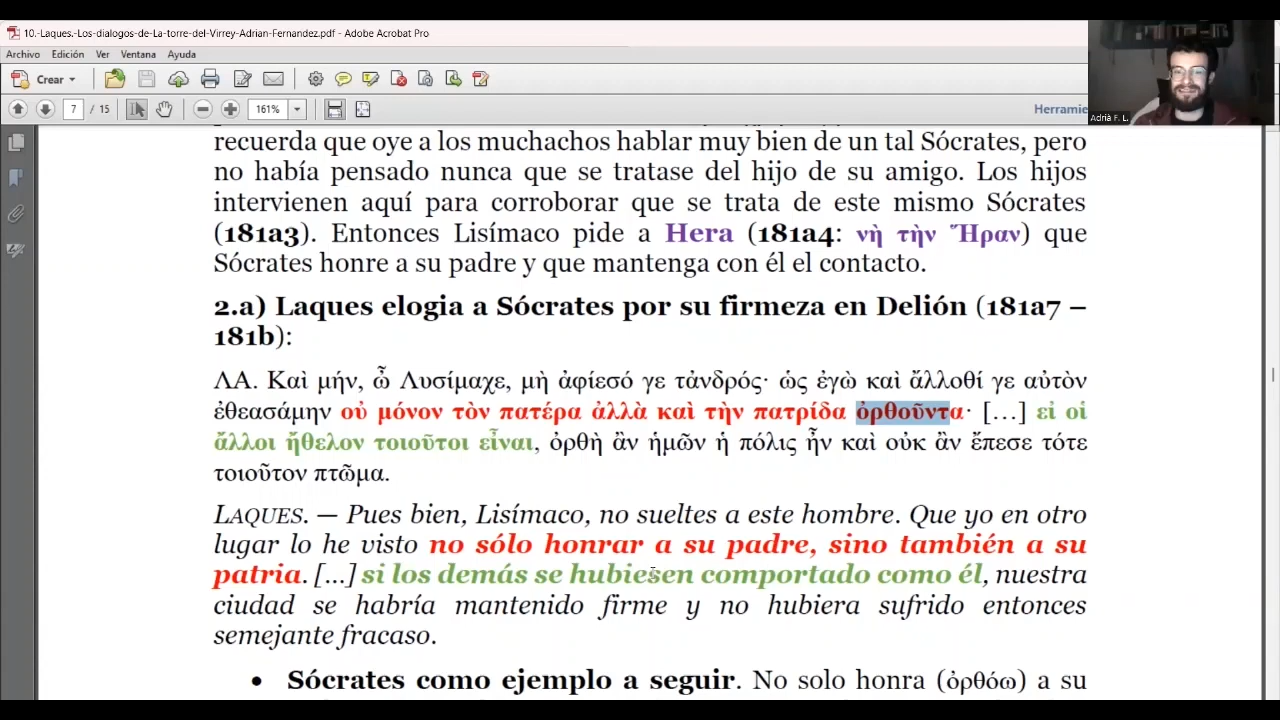 10.-Laques.-Los-dialogos-de-La-torre-del-Virrey-Adrian-Fernandez.pdf - Adobe Acrobat Pro
Archivo Edición Ver Ventana Ayuda
Crear
7 / 15 161% Herramie
Adrià F. L.
recuerda que oye a los muchachos hablar muy bien de un tal Sócrates, pero
no había pensado nunca que se tratase del hijo de su amigo. Los hijos
intervienen aquí para corroborar que se trata de este mismo Sócrates
(181a3). Entonces Lisímaco pide a Hera (181a4: νὴ τὴν Ἥραν) que
Sócrates honre a su padre y que mantenga con él el contacto.
2.a) Laques elogia a Sócrates por su firmeza en Delión (181a7 –
181b):
ΛΑ. Καὶ μήν, ὦ Λυσίμαχε, μὴ ἀφίεσό γε τἀνδρός· ὡς ἐγὼ καὶ ἄλλοθί γε αὐτὸν
ἐθεασάμην οὐ μόνον τὸν πατέρα ἀλλὰ καὶ τὴν πατρίδα ὀρθοῦντα· […] εἰ οἱ
ἄλλοι ἤθελον τοιοῦτοι εἶναι, ὀρθὴ ἂν ἡμῶν ἡ πόλις ἦν καὶ οὐκ ἂν ἔπεσε τότε
τοιοῦτον πτῶμα.
LAQUES. — Pues bien, Lisímaco, no sueltes a este hombre. Que yo en otro
lugar lo he visto no sólo honrar a su padre, sino también a su
patria. [...] si los demás se hubiesen comportado como él, nuestra
ciudad se habría mantenido firme y no hubiera sufrido entonces
semejante fracaso.
• Sócrates como ejemplo a seguir. No solo honra (ὀρθόω) a su